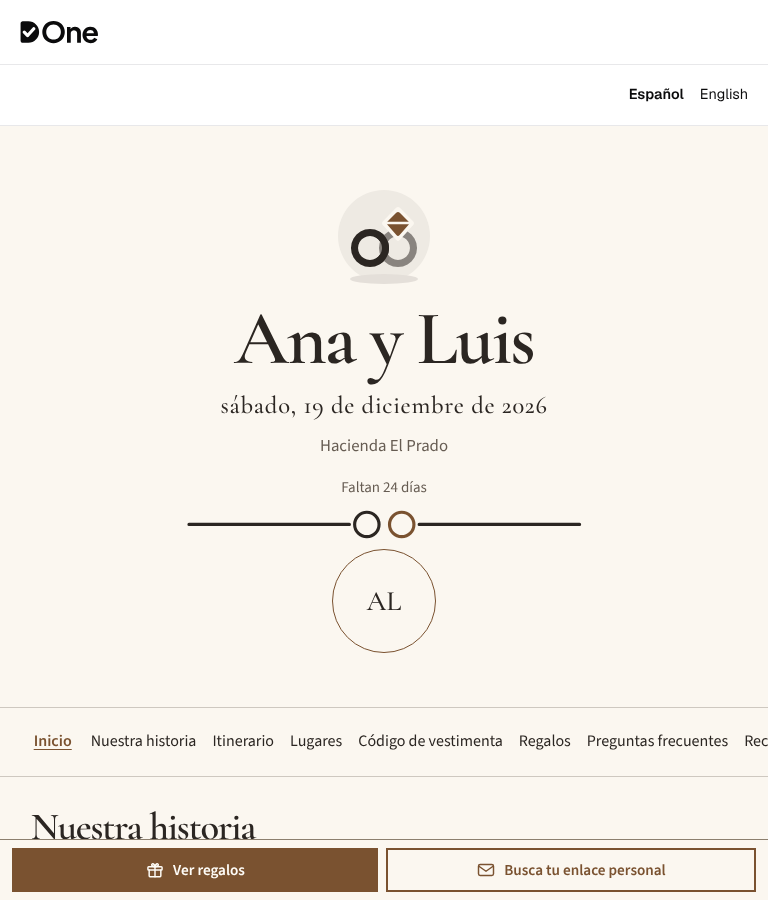 One
Español English
Ana y Luis
sábado, 19 de diciembre de 2026
Hacienda El Prado
Faltan 24 días
AL
Inicio Nuestra historia Itinerario Lugares Código de vestimenta Regalos Preguntas frecuentes
Nuestra historia
Ver regalos Busca tu enlace personal